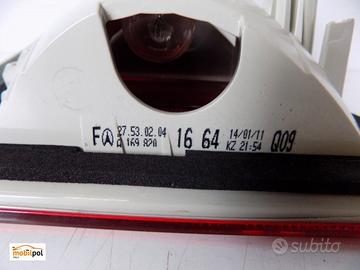 F 27.53.02.04 16 64 14/01/11 Q09
A 169 820 KZ 21:54
mobilpol
subito